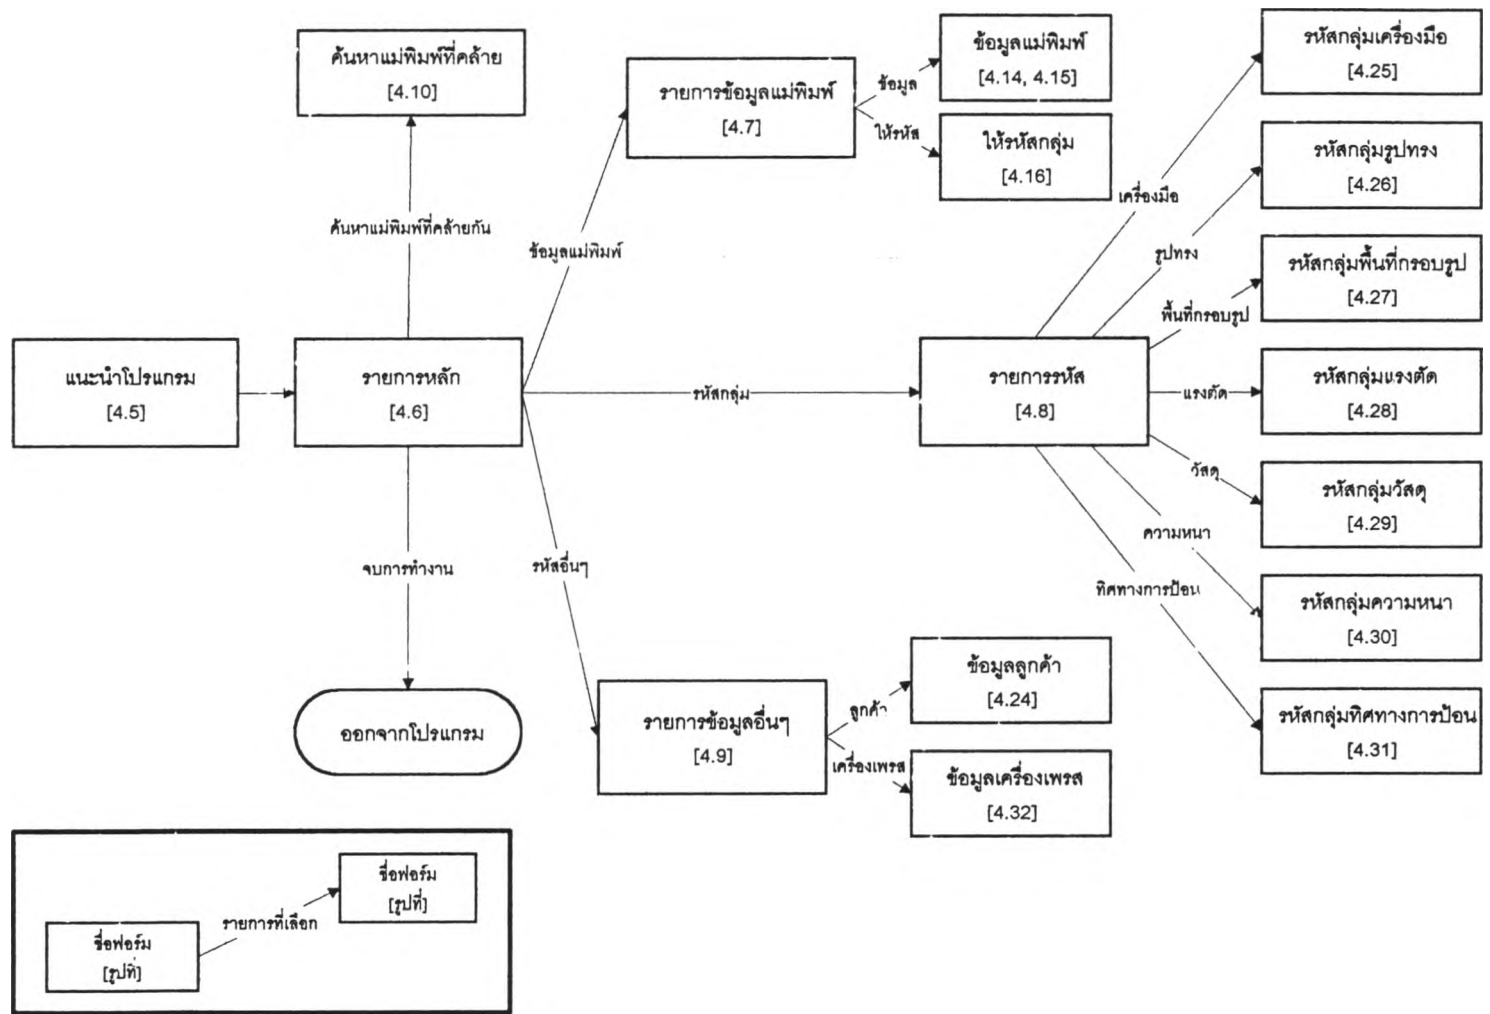 ค้นหาแม่พิมพ์ที่คล้าย
[4.10]
ค้นหาแม่พิมพ์ที่คล้ายกัน
แนะนำโปรแกรม
[4.5]
รายการหลัก
[4.6]
จบการทำงาน
ออกจากโปรแกรม
ข้อมูลแม่พิมพ์
รหัสกลุ่ม
รหัสอื่นๆ
รายการข้อมูลแม่พิมพ์
[4.7]
ข้อมูล
ให้รหัส
ข้อมูลแม่พิมพ์
[4.14, 4.15]
ให้รหัสกลุ่ม
[4.16]
รายการรหัส
[4.8]
เครื่องมือ
รูปทรง
พื้นที่กรอบรูป
แรงตัด
วัสดุ
ความหนา
ทิศทางการป้อน
รหัสกลุ่มเครื่องมือ
[4.25]
รหัสกลุ่มรูปทรง
[4.26]
รหัสกลุ่มพื้นที่กรอบรูป
[4.27]
รหัสกลุ่มแรงตัด
[4.28]
รหัสกลุ่มวัสดุ
[4.29]
รหัสกลุ่มความหนา
[4.30]
รหัสกลุ่มทิศทางการป้อน
[4.31]
รายการข้อมูลอื่นๆ
[4.9]
ลูกค้า
เครื่องเพรส
ข้อมูลลูกค้า
[4.24]
ข้อมูลเครื่องเพรส
[4.32]
ชื่อฟอร์ม
[รูปที่]
รายการที่เลือก
ชื่อฟอร์ม
[รูปที่]